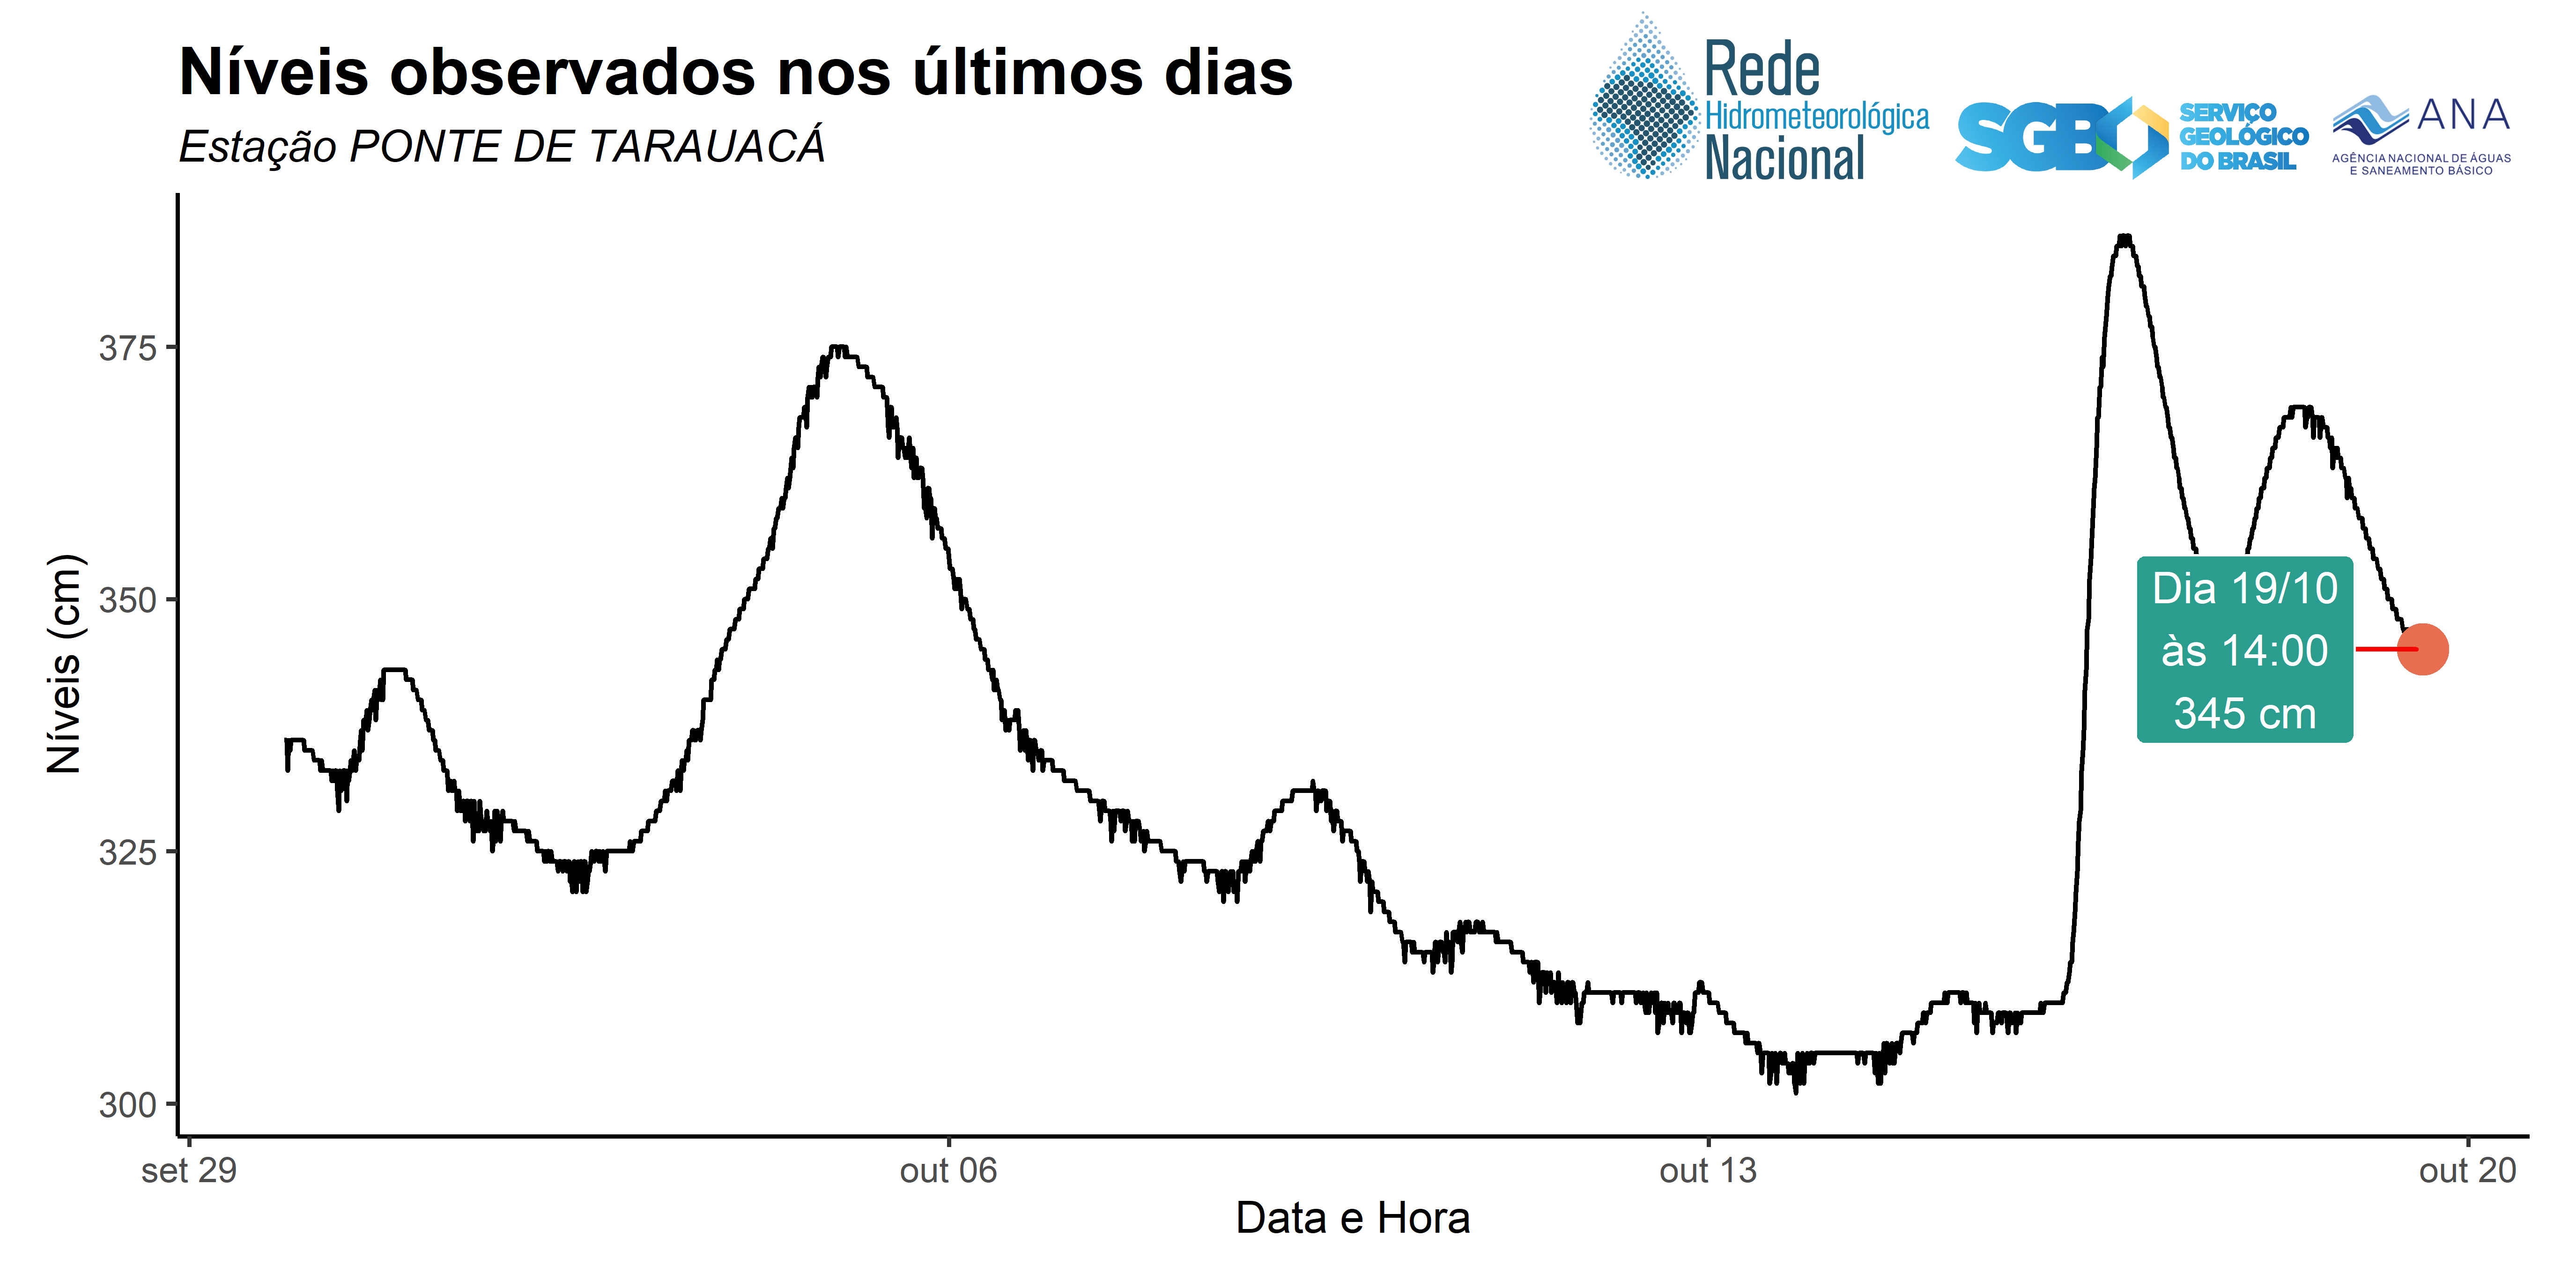 Níveis observados nos últimos dias
Estação PONTE DE TARAUACÁ
Rede
Hidrometeorológica
Nacional
SGB
SERVIÇO
GEOLÓGICO
DO BRASIL
ANA
AGÊNCIA NACIONAL DE ÁGUAS
E SANEAMENTO BÁSICO
Níveis (cm)
375
350
325
300
Dia 19/10
às 14:00
345 cm
set 29
out 06
out 13
out 20
Data e Hora